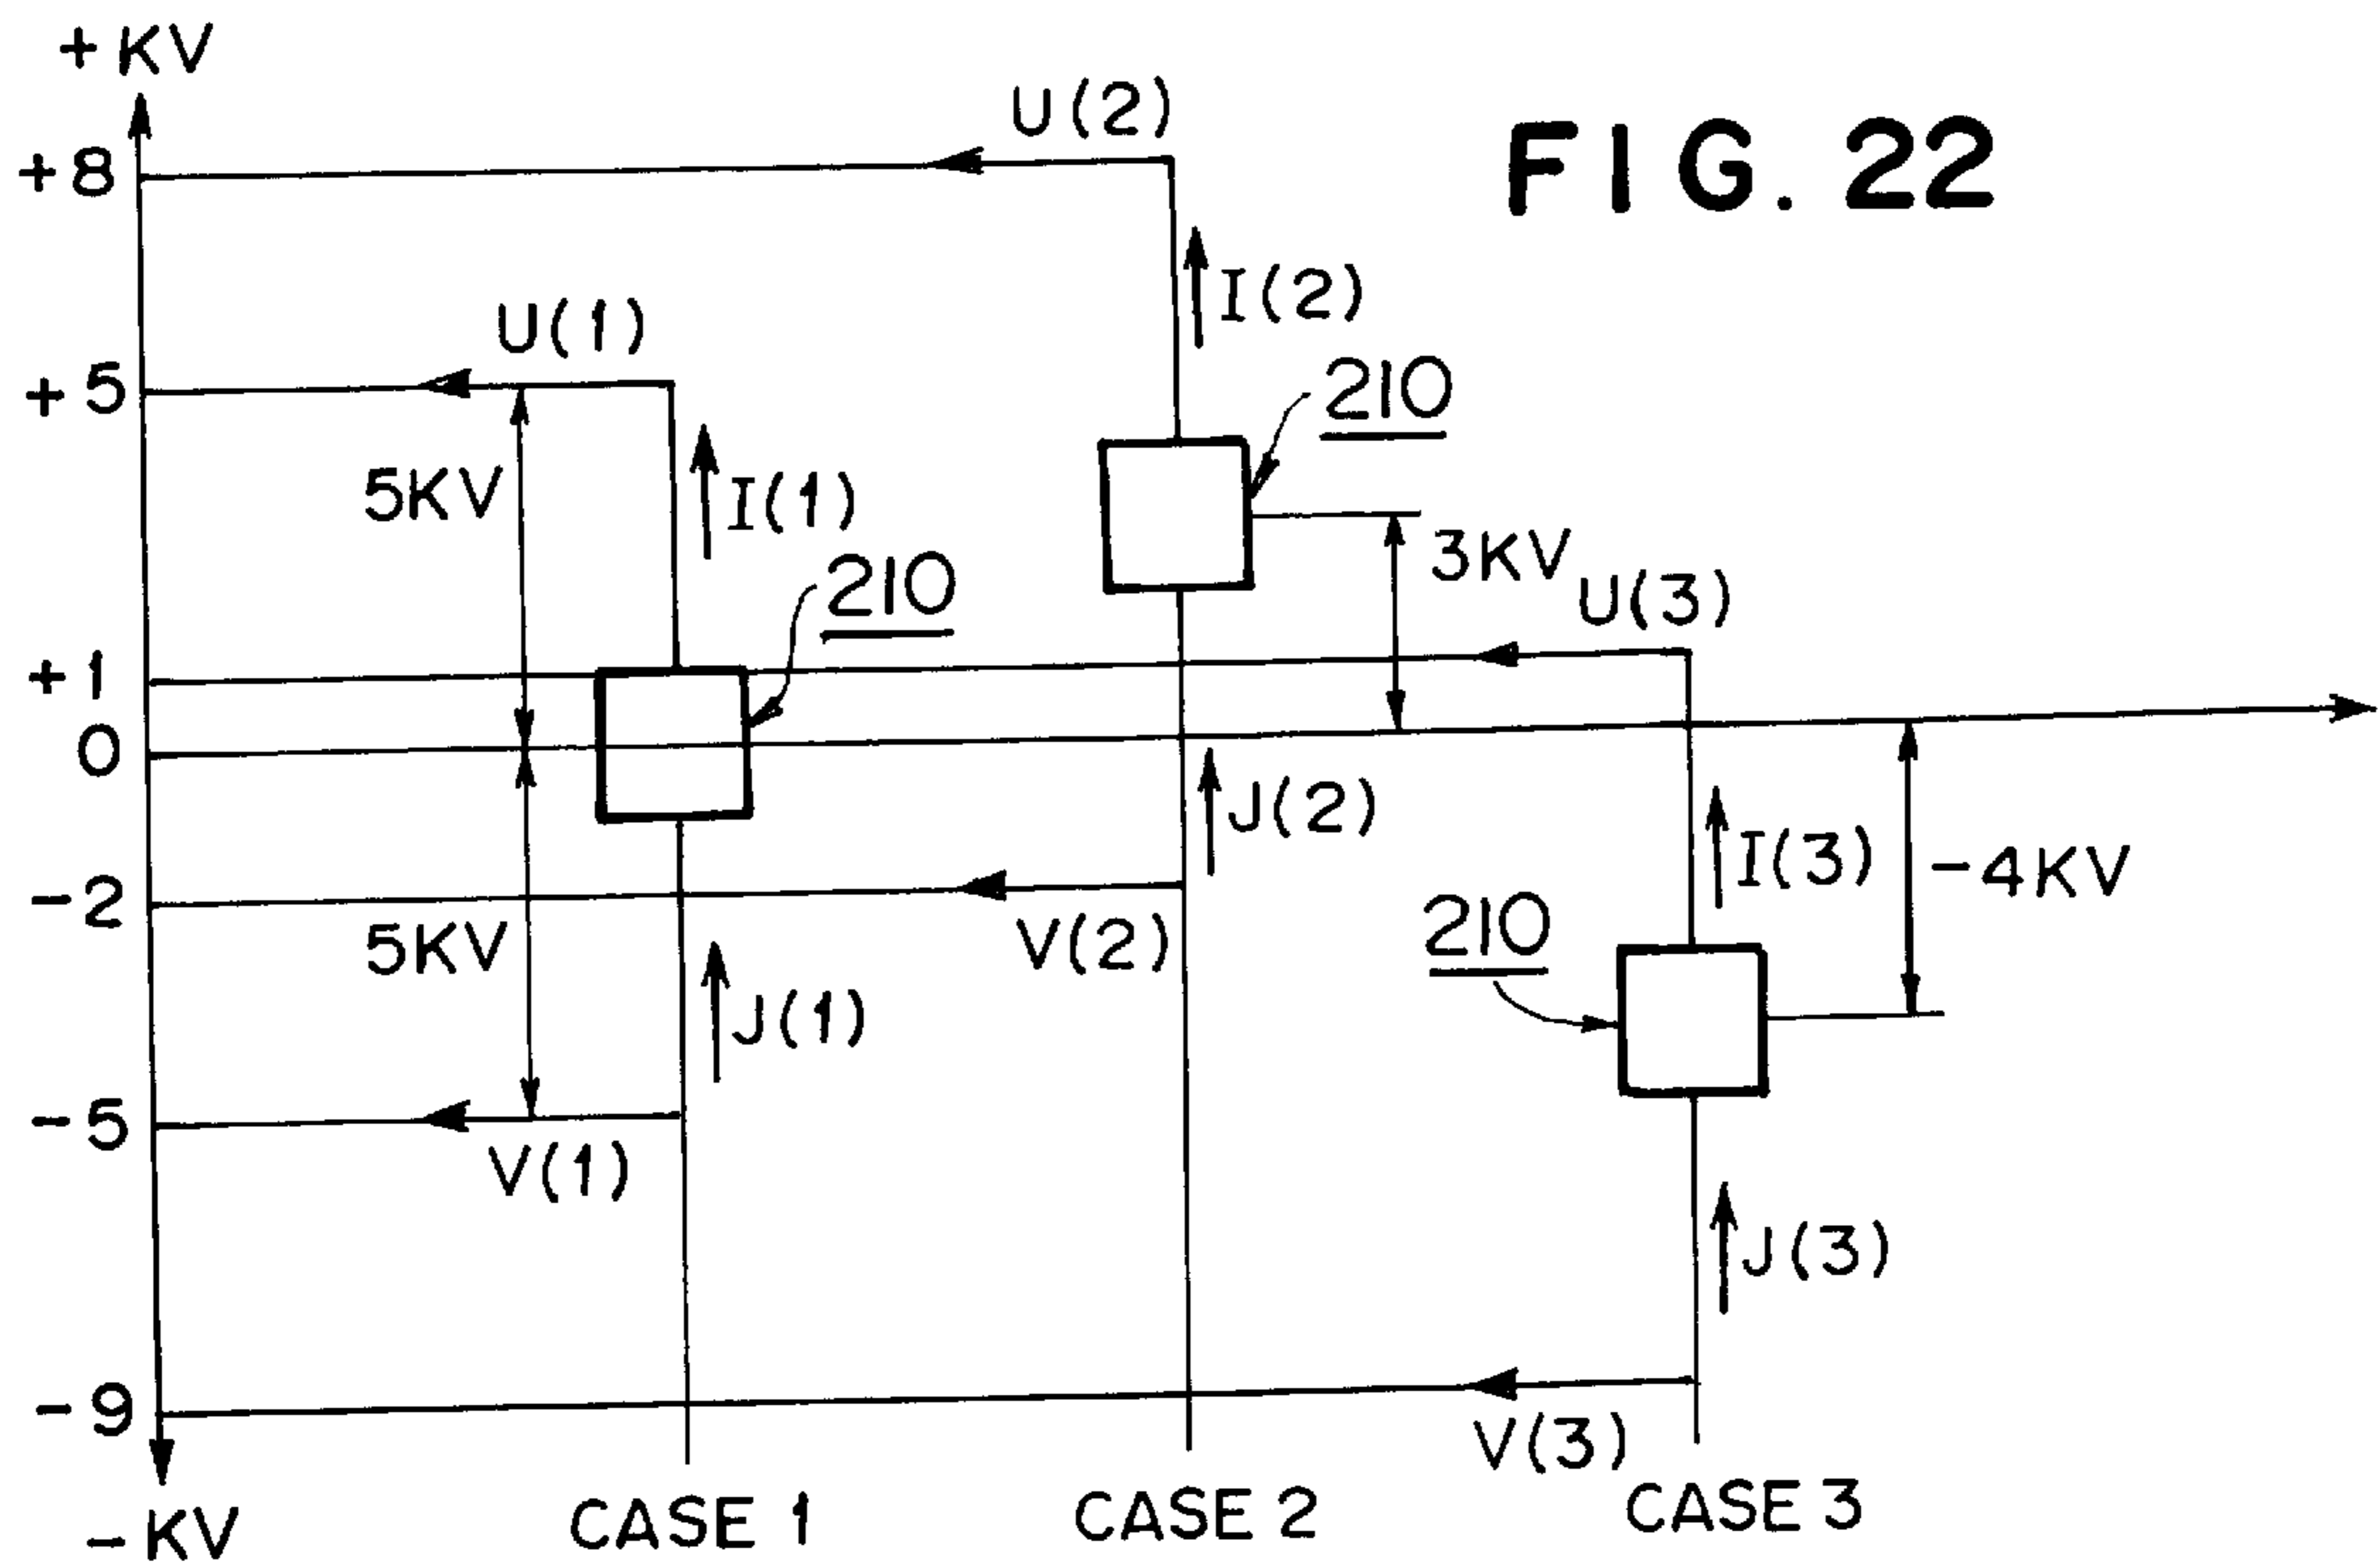 +KV
U(2)
FIG. 22
+8
I(2)
U(1)
+5
210
5KV
I(1)
3KV
U(3)
210
+1
0
J(2)
I(3)
-4KV
-2
210
5KV
V(2)
J(1)
-5
V(1)
J(3)
-9
V(3)
-KV
CASE 1
CASE 2
CASE 3